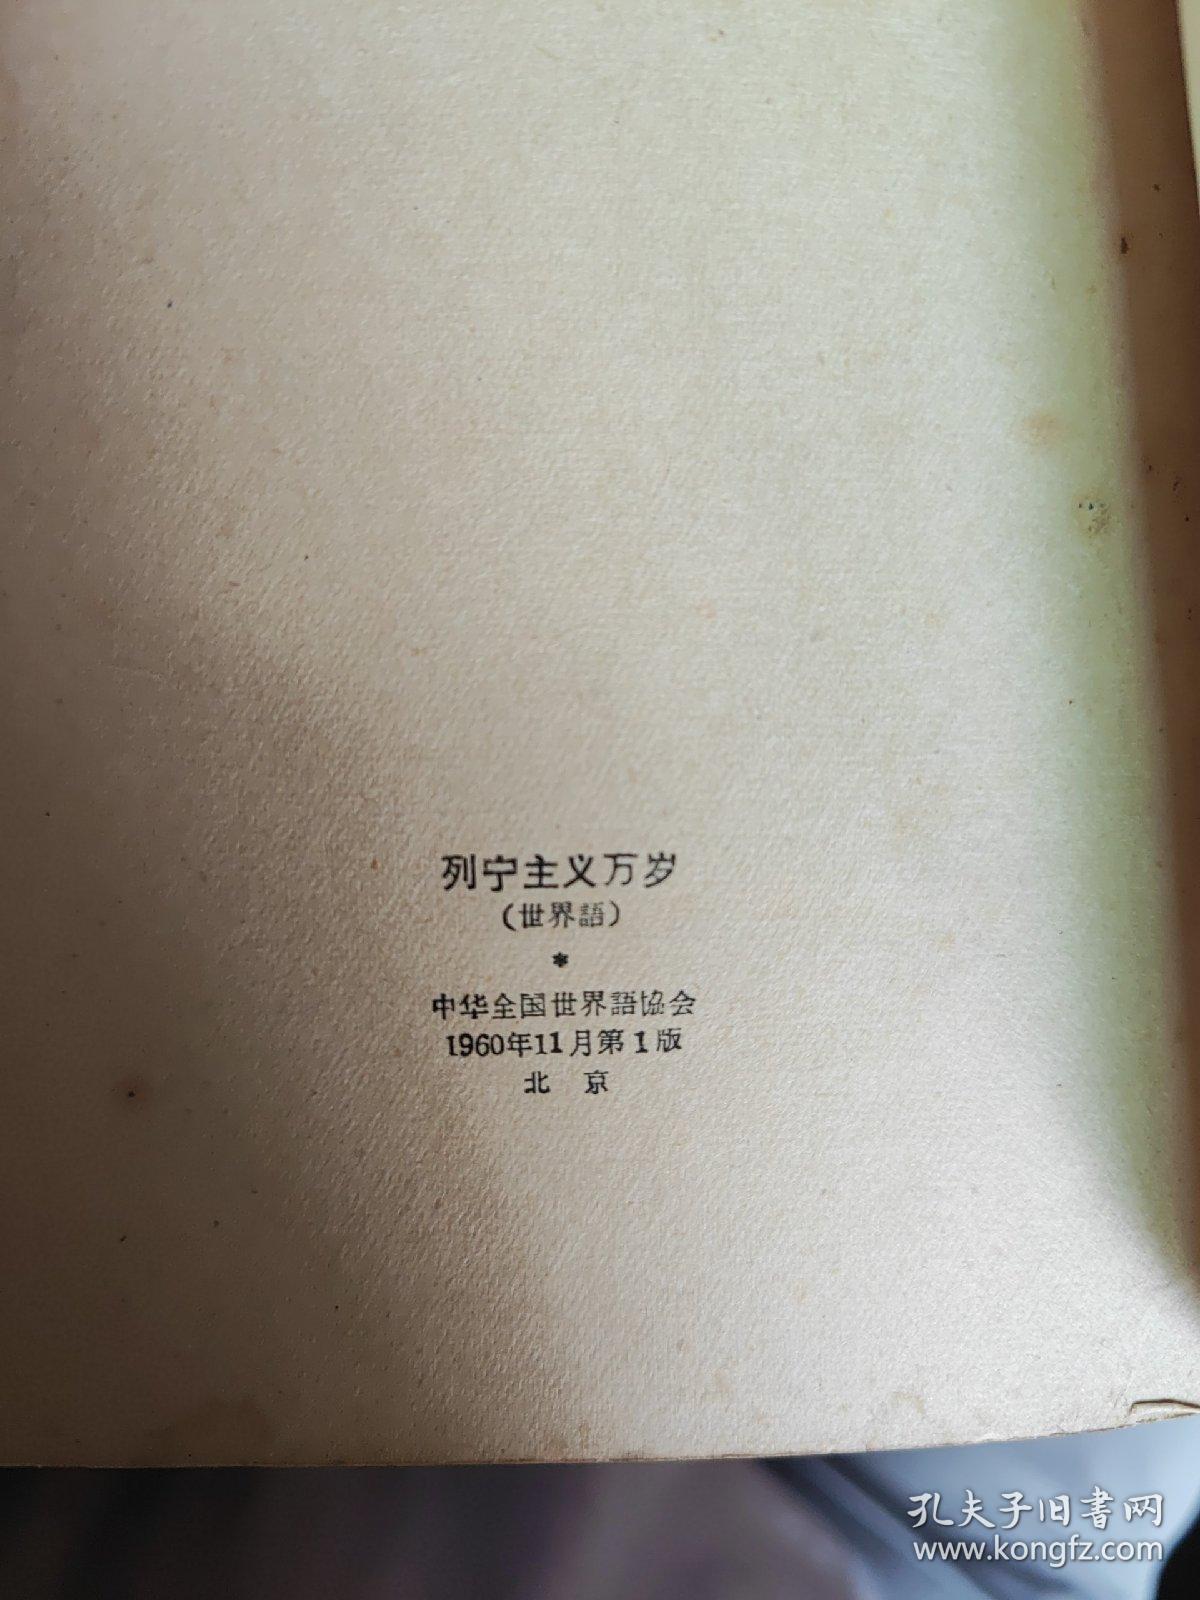 列宁主义万岁
(世界語)
*
中华全国世界語協会
1960年11月第1版
北 京
孔夫子旧書网
www.kongfz.com